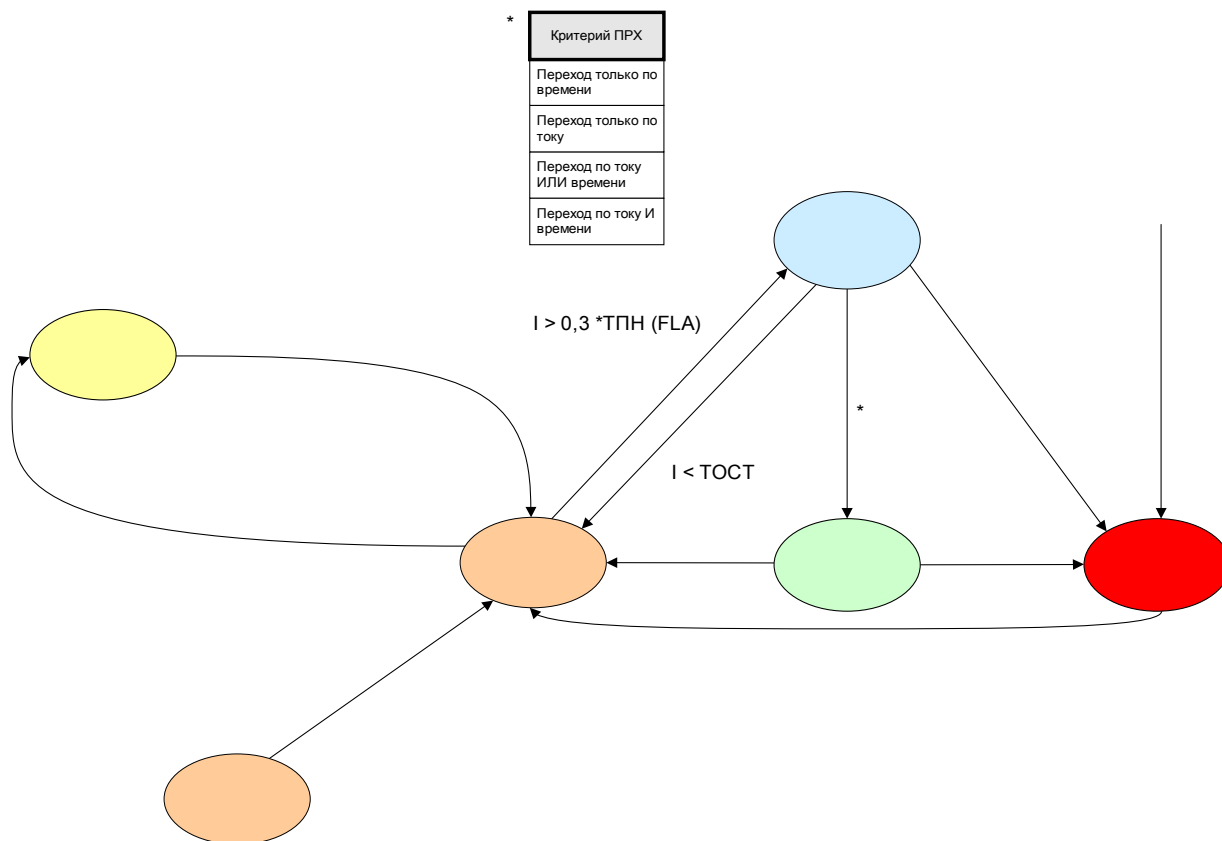 *
Критерий ПРХ
Переход только по
времени
Переход только по
току
Переход по току
ИЛИ времени
Переход по току И
времени
I > 0,3 *ТПН (FLA)
*
I < ТОСТ